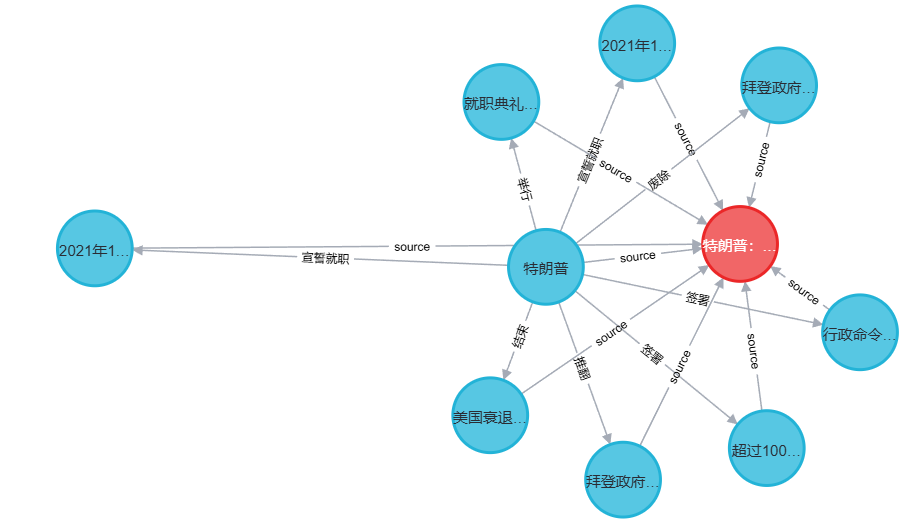 2021年1...
拜登政府...
就职典礼...
source
宣誓就职
source
source
废除
举行
2021年1...
source
宣誓就职
特朗普
source
特朗普：...
签署
source
行政命令...
结束
source
签署
推翻
source
source
美国衰退...
超过100...
拜登政府...